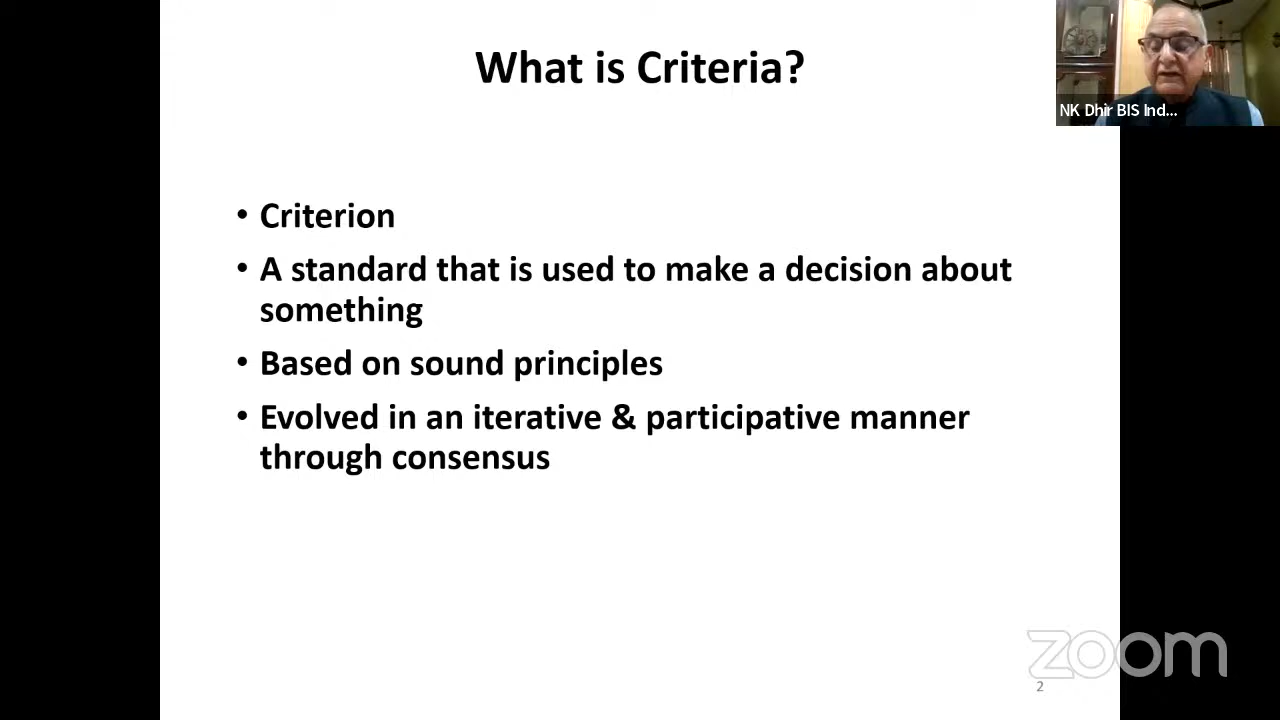 What is Criteria?
NK Dhir BIS Ind...
• Criterion
• A standard that is used to make a decision about
something
• Based on sound principles
• Evolved in an iterative & participative manner
through consensus
zoom
2